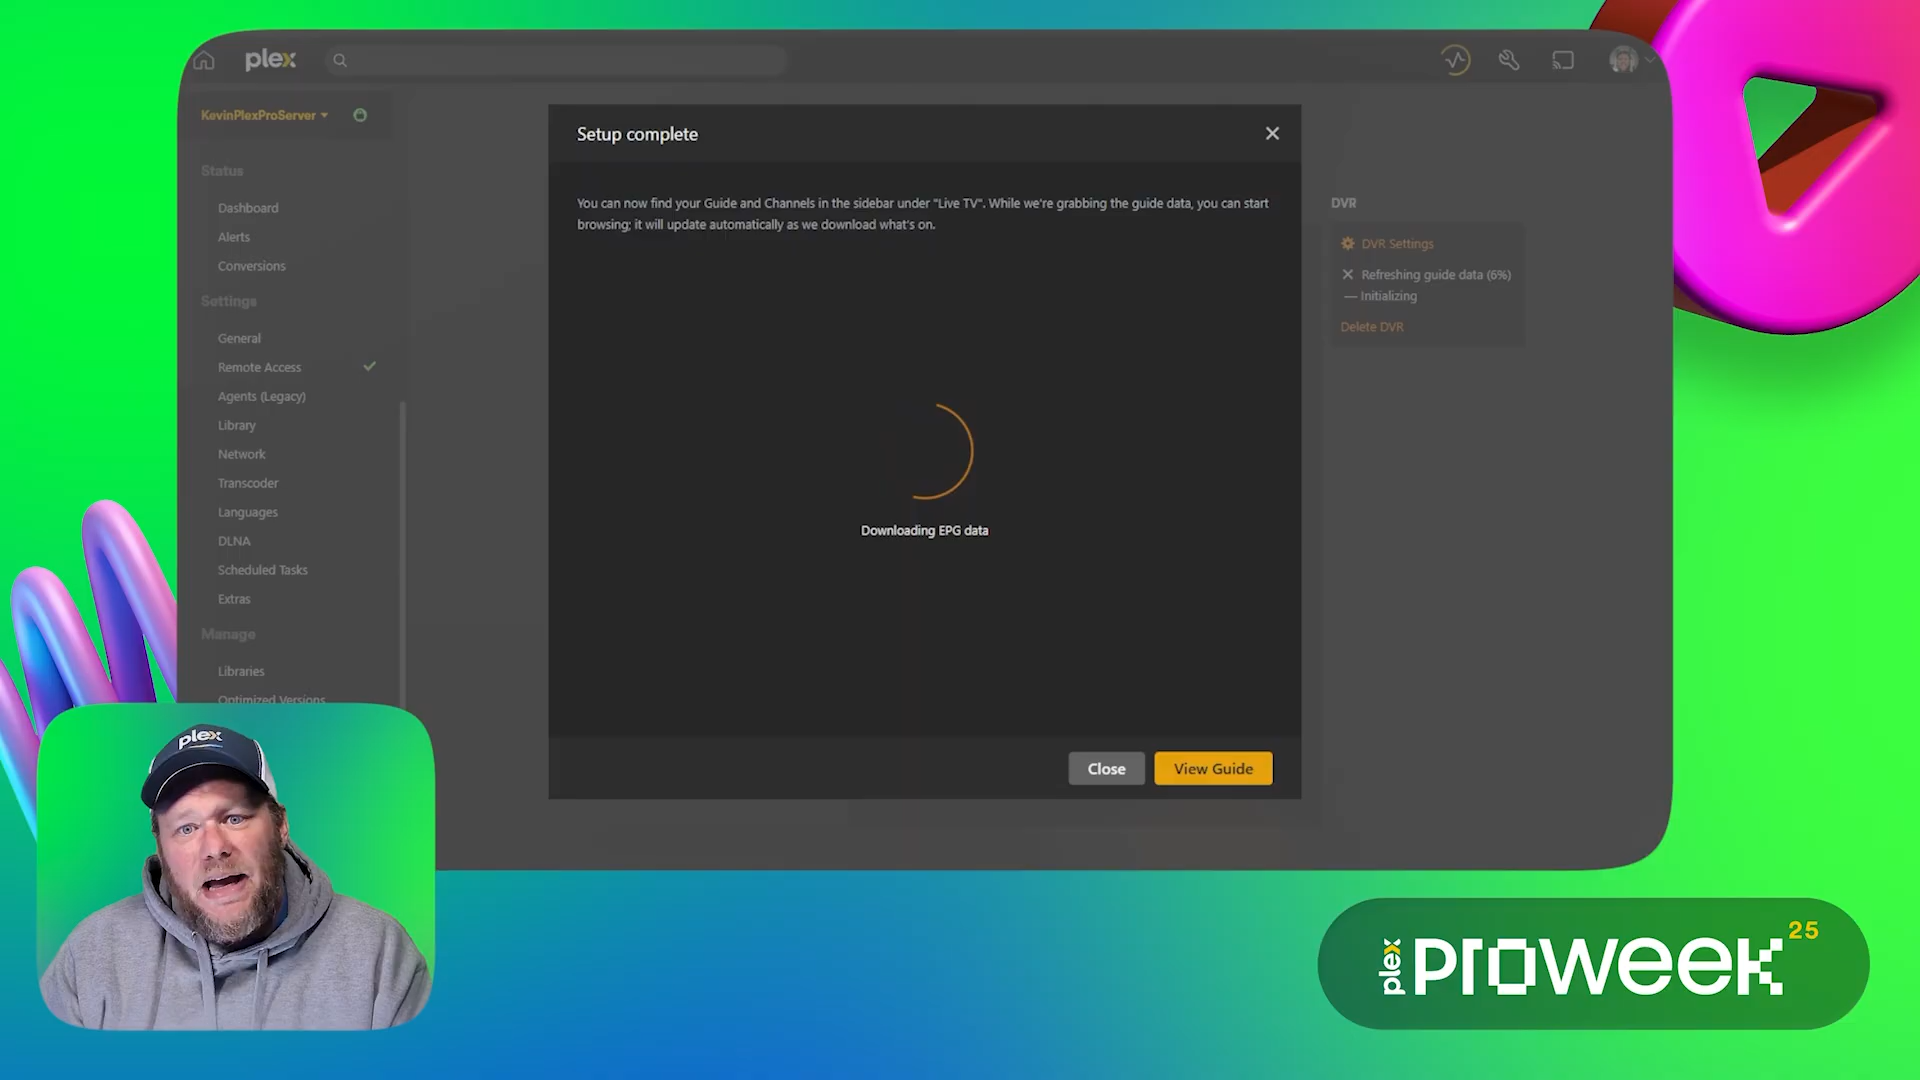 plex
KevinPlexProServer
Status
Dashboard
Alerts
Conversions
Settings
General
Remote Access
Agents (Legacy)
Library
Network
Transcoder
Languages
DLNA
Scheduled Tasks
Extras
Manage
Libraries
Optimized Versions
Setup complete
You can now find your Guide and Channels in the sidebar under "Live TV". While we're grabbing the guide data, you can start
browsing; it will update automatically as we download what's on.
Downloading EPG data
Close
View Guide
DVR
DVR Settings
Refreshing guide data (6%)
— Initializing
Delete DVR
plex
plex PROWEEK 25